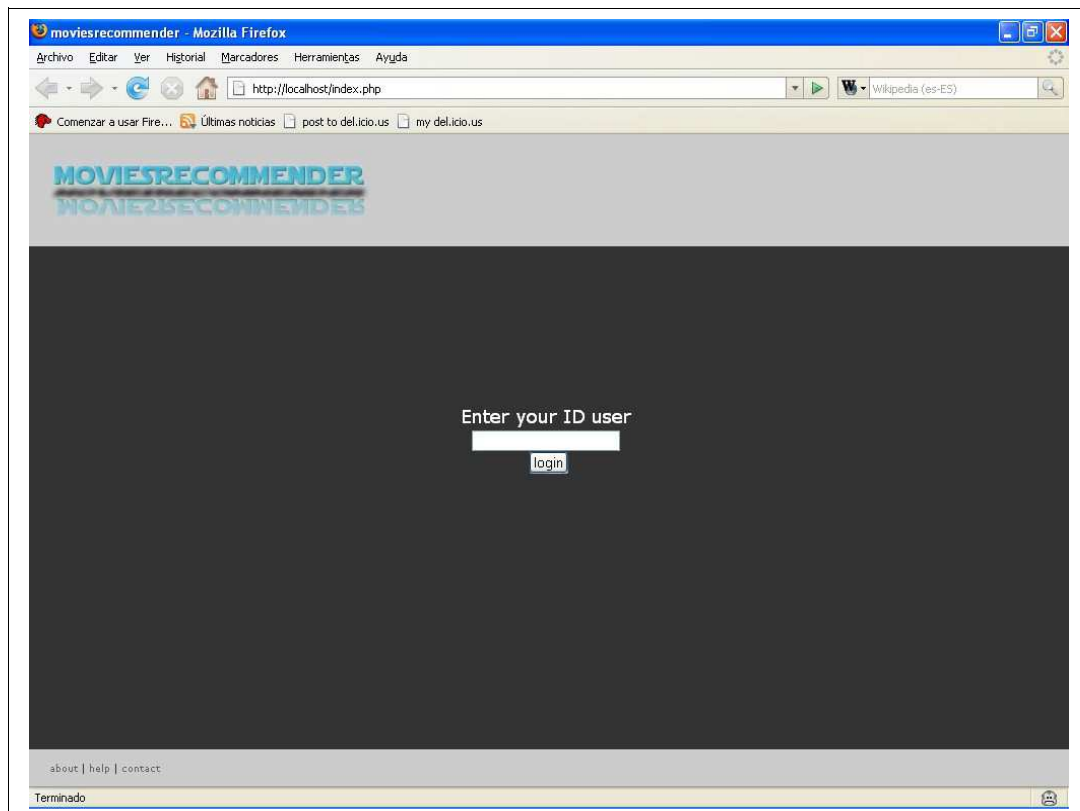 moviesrecommender - Mozilla Firefox
Archivo Editar Ver Historial Marcadores Herramientas Ayuda
http://localhost/index.php
W
Wikipedia (es-ES)
Comenzar a usar Fire... Últimas noticias post to del.icio.us my del.icio.us
MOVIESRECOMMENDER
Enter your ID user
login
about | help | contact
Terminado